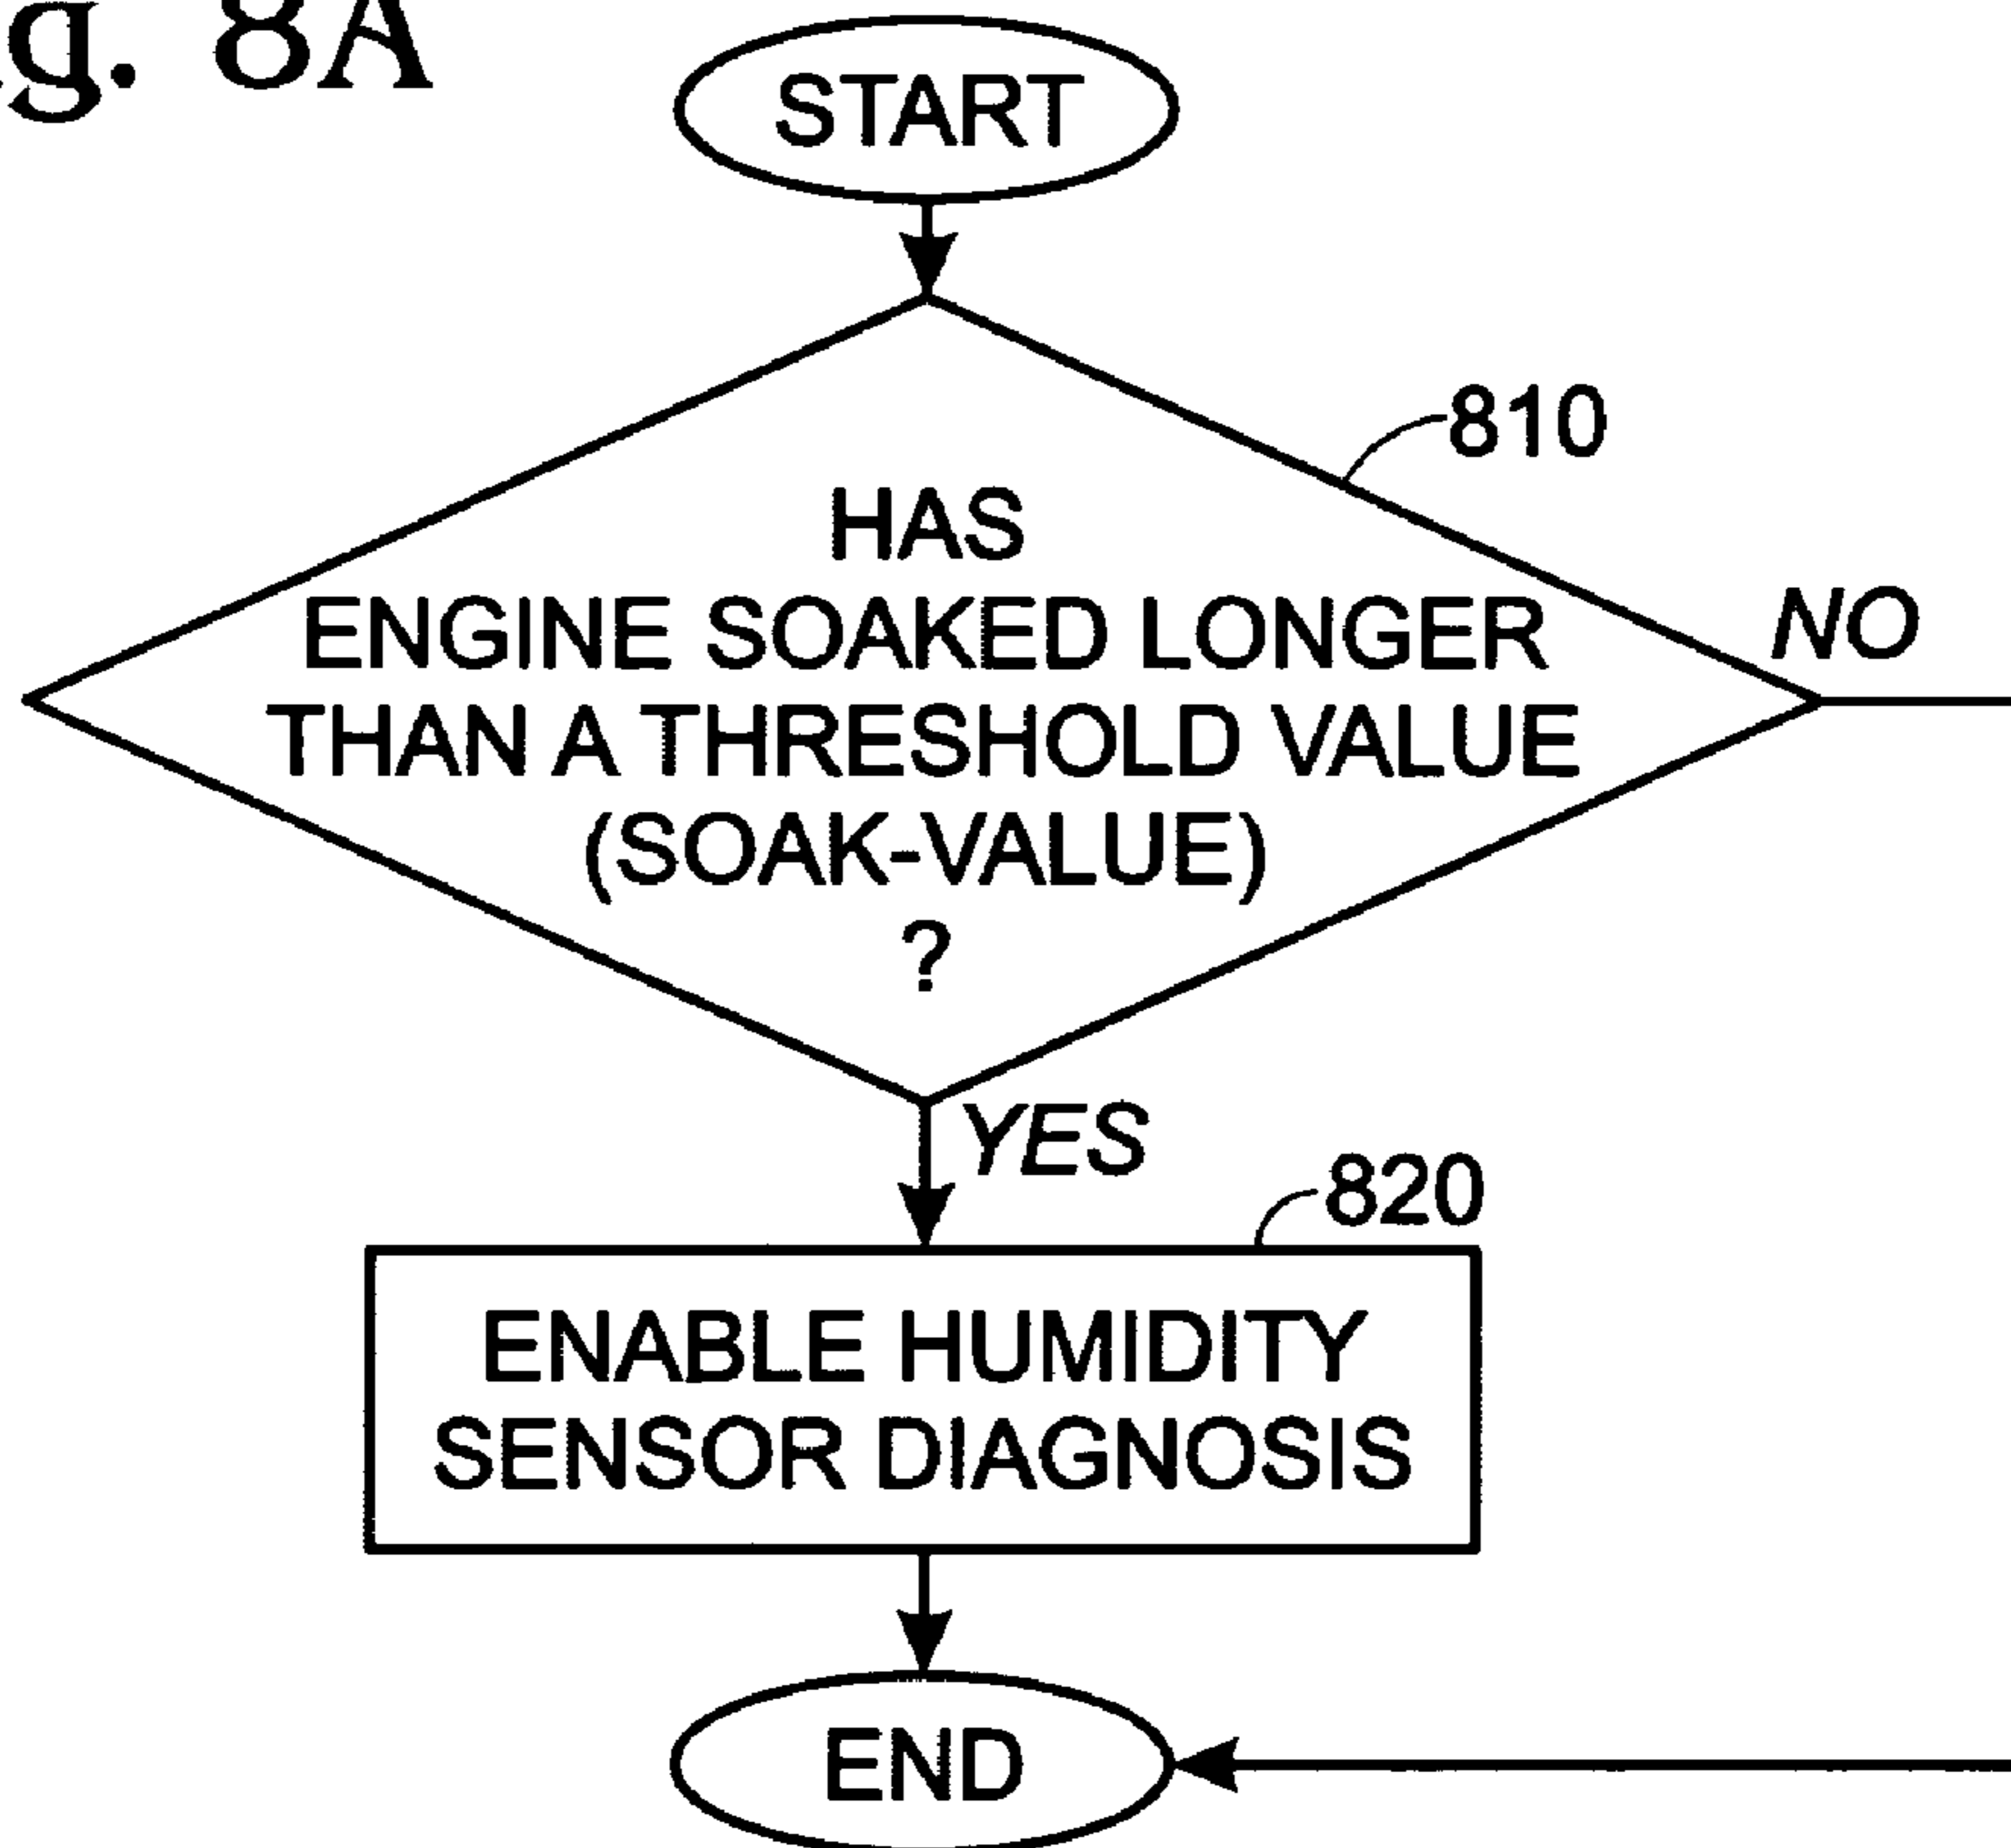 g. 8A
START
810
HAS
ENGINE SOAKED LONGER
THAN A THRESHOLD VALUE
(SOAK-VALUE)
?
NO
YES
820
ENABLE HUMIDITY
SENSOR DIAGNOSIS
END